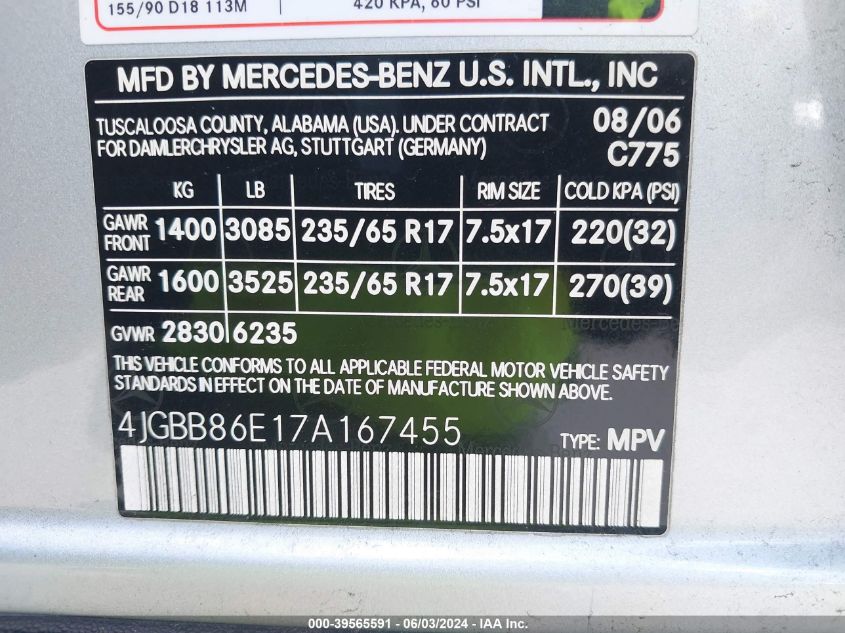 155/90 D18 113M 420 KPA, 60 PSI
MFD BY MERCEDES-BENZ U.S. INTL., INC
TUSCALOOSA COUNTY, ALABAMA (USA). UNDER CONTRACT 08/06
FOR DAIMLERCHRYSLER AG, STUTTGART (GERMANY) C775
KG LB TIRES RIM SIZE COLD KPA (PSI)
GAWR FRONT 1400 3085 235/65 R17 7.5x17 220(32)
GAWR REAR 1600 3525 235/65 R17 7.5x17 270(39)
GVWR 2830 6235
THIS VEHICLE CONFORMS TO ALL APPLICABLE FEDERAL MOTOR VEHICLE SAFETY
STANDARDS IN EFFECT ON THE DATE OF MANUFACTURE SHOWN ABOVE.
4JGBB86E17A167455 TYPE: MPV
000-39565591 - 06/03/2024 - IAA Inc.